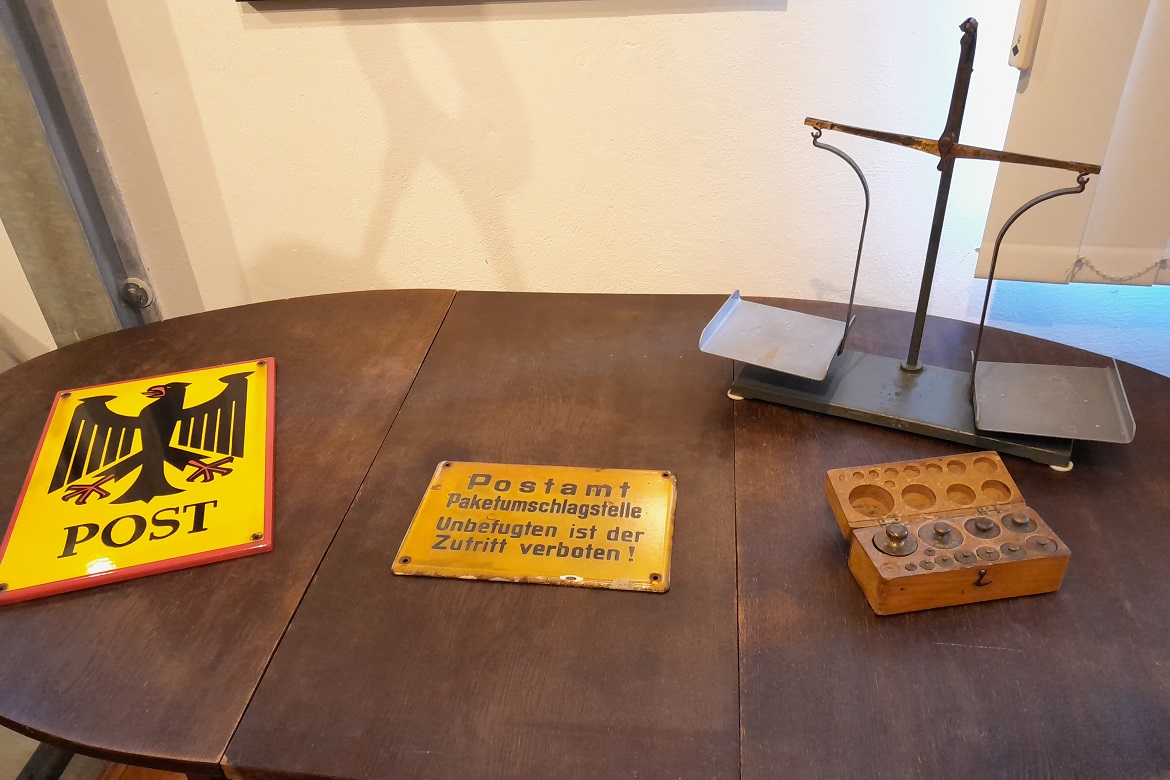 POST
Postamt
Paketumschlagstelle
Unbefugten ist der
Zutritt verboten!